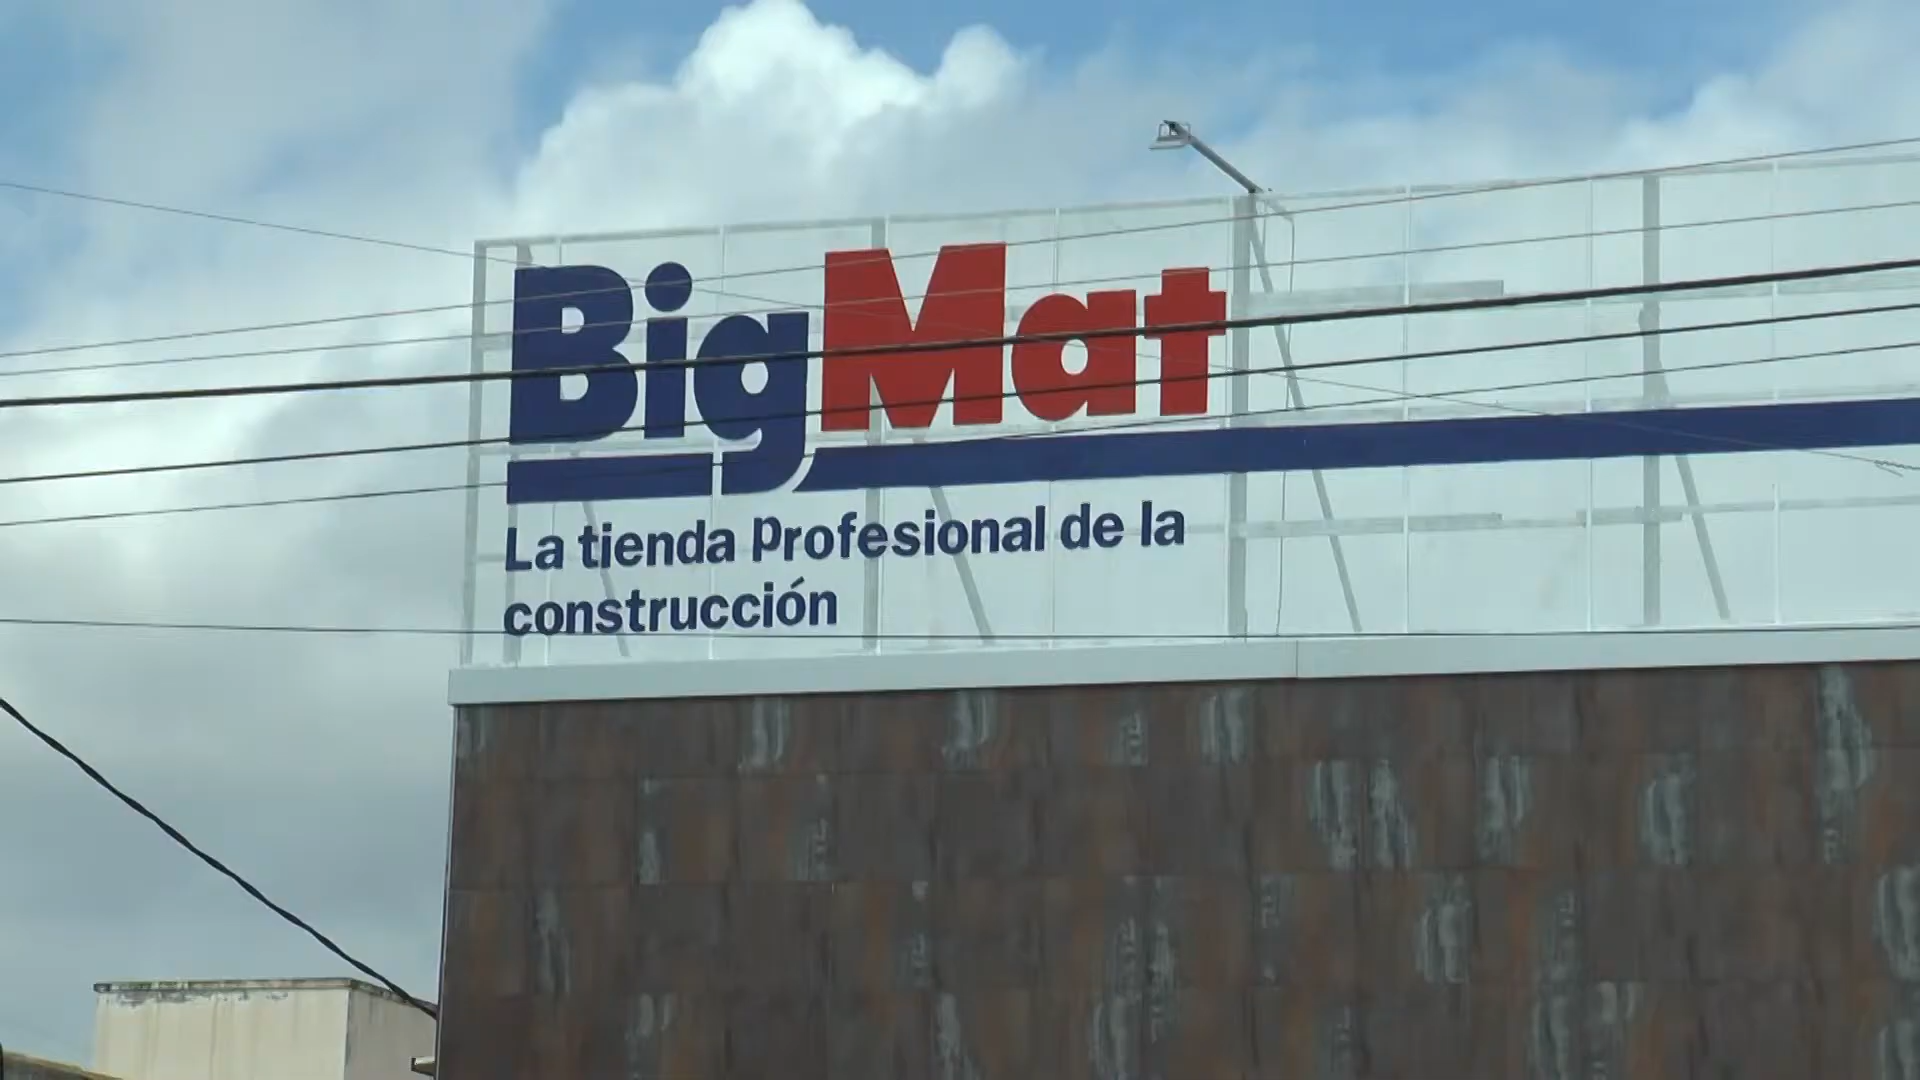 BigMat
La tienda Profesional de la
construcción